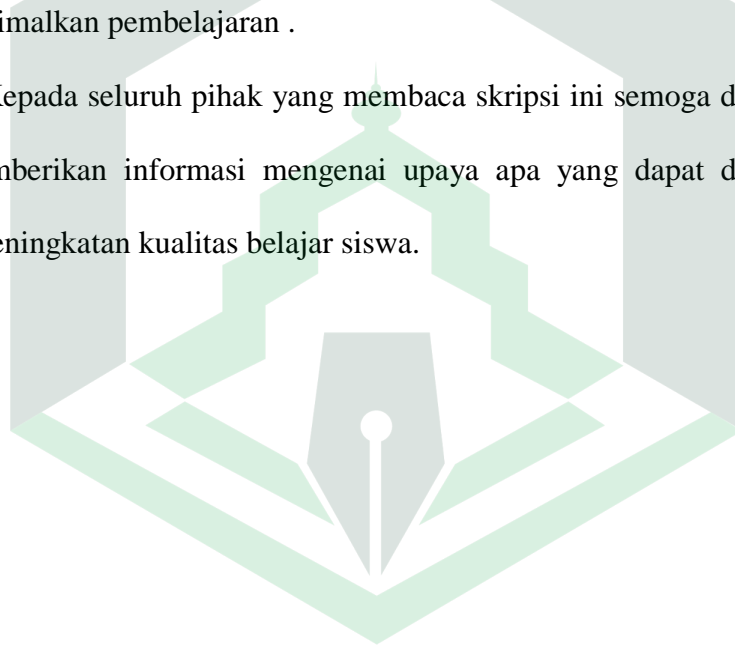 imalkan pembelajaran .
Kepada seluruh pihak yang membaca skripsi ini semoga d
mberikan informasi mengenai upaya apa yang dapat d
eningkatan kualitas belajar siswa.